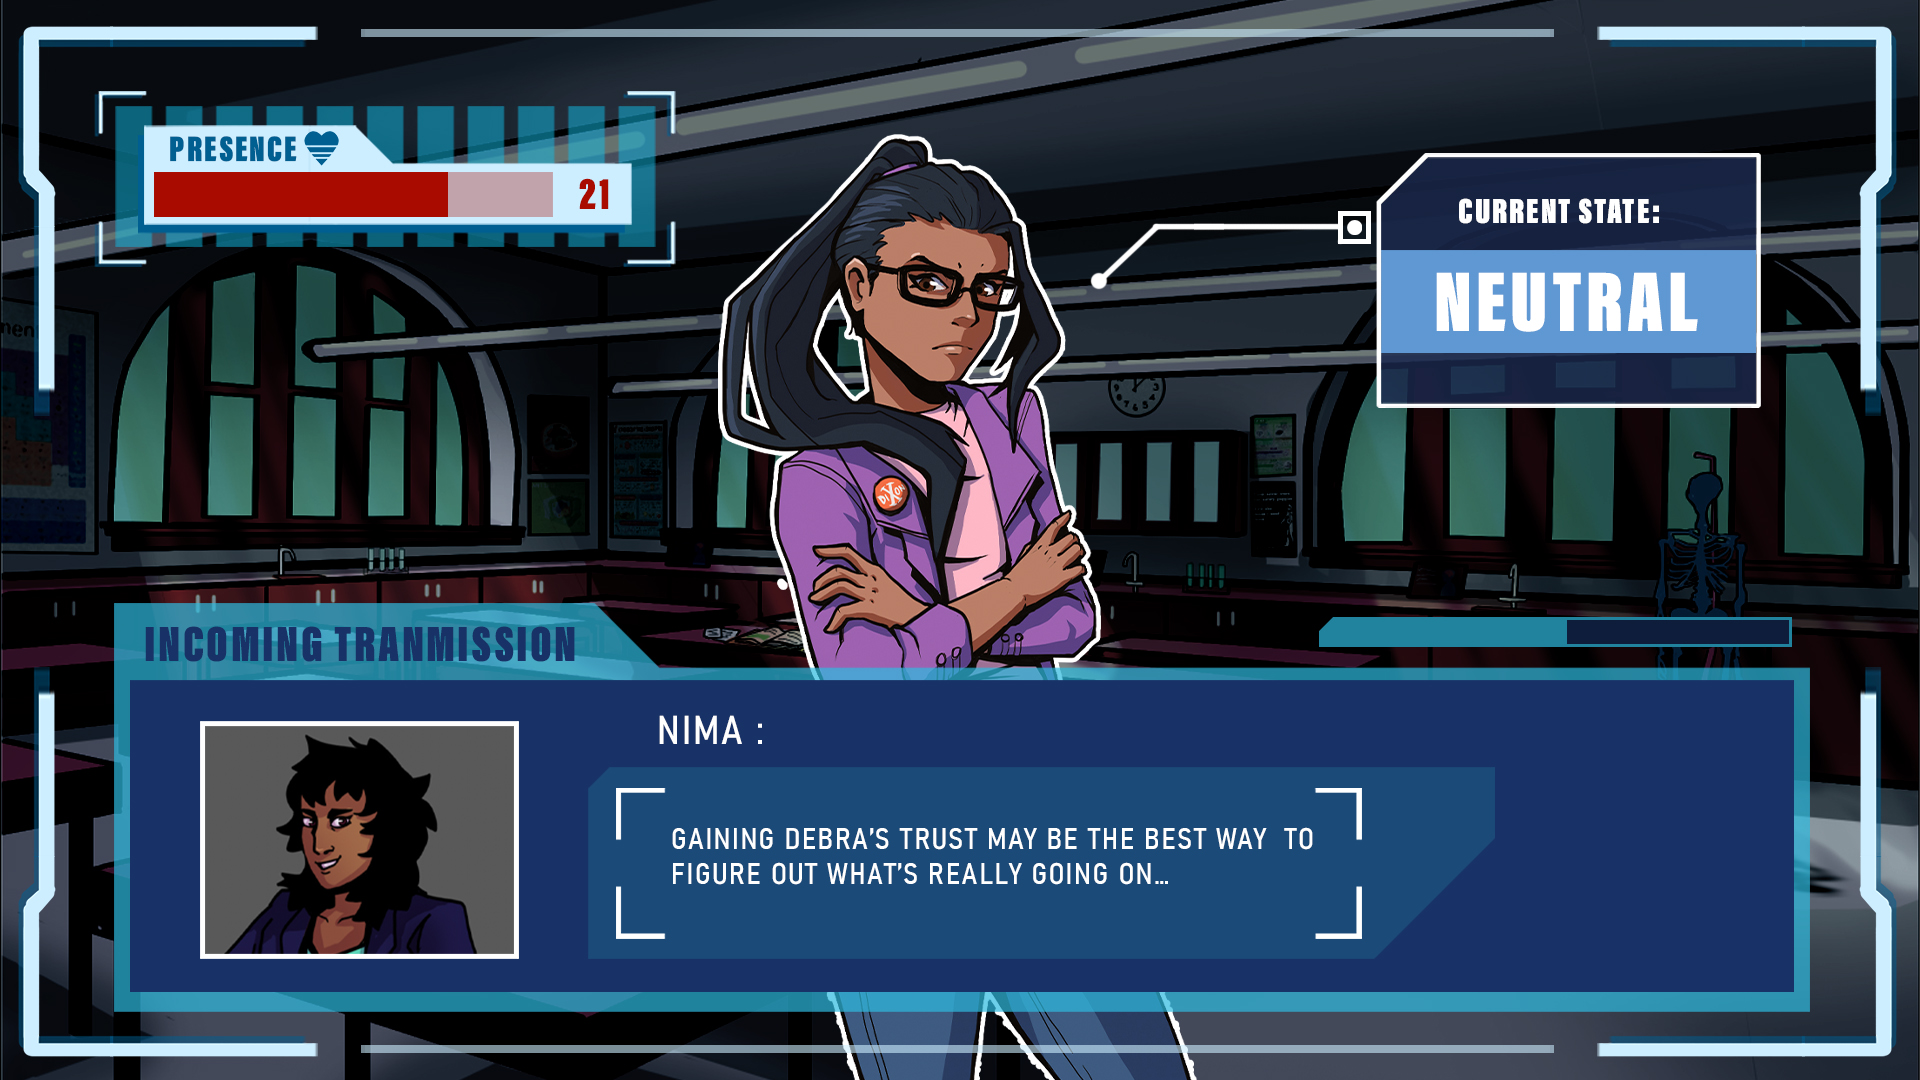 PRESENCE
21
CURRENT STATE:
NEUTRAL
DIXON
INCOMING TRANMISSION
NIMA :
GAINING DEBRA'S TRUST MAY BE THE BEST WAY TO
FIGURE OUT WHAT'S REALLY GOING ON...